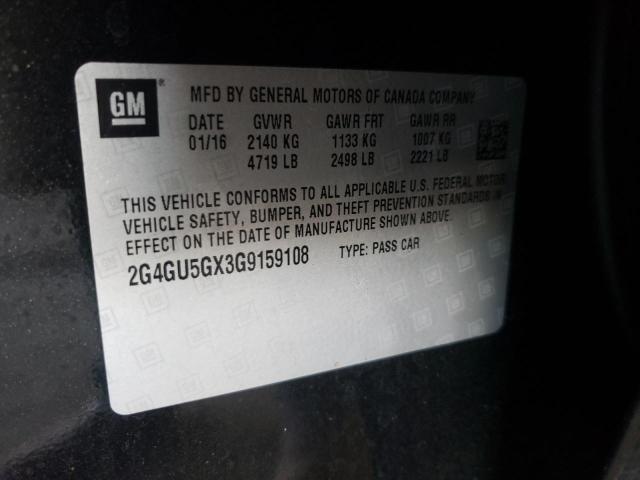 GM ®
MFD BY GENERAL MOTORS OF CANADA COMPANY
DATE GVWR GAWR FRT GAWR RR
01/16 2140 KG 1133 KG 1007 KG
4719 LB 2498 LB 2221 LB
THIS VEHICLE CONFORMS TO ALL APPLICABLE U.S. FEDERAL MOTOR
VEHICLE SAFETY, BUMPER, AND THEFT PREVENTION STANDARDS IN
EFFECT ON THE DATE OF MANUFACTURE SHOWN ABOVE.
2G4GU5GX3G9159108 TYPE: PASS CAR